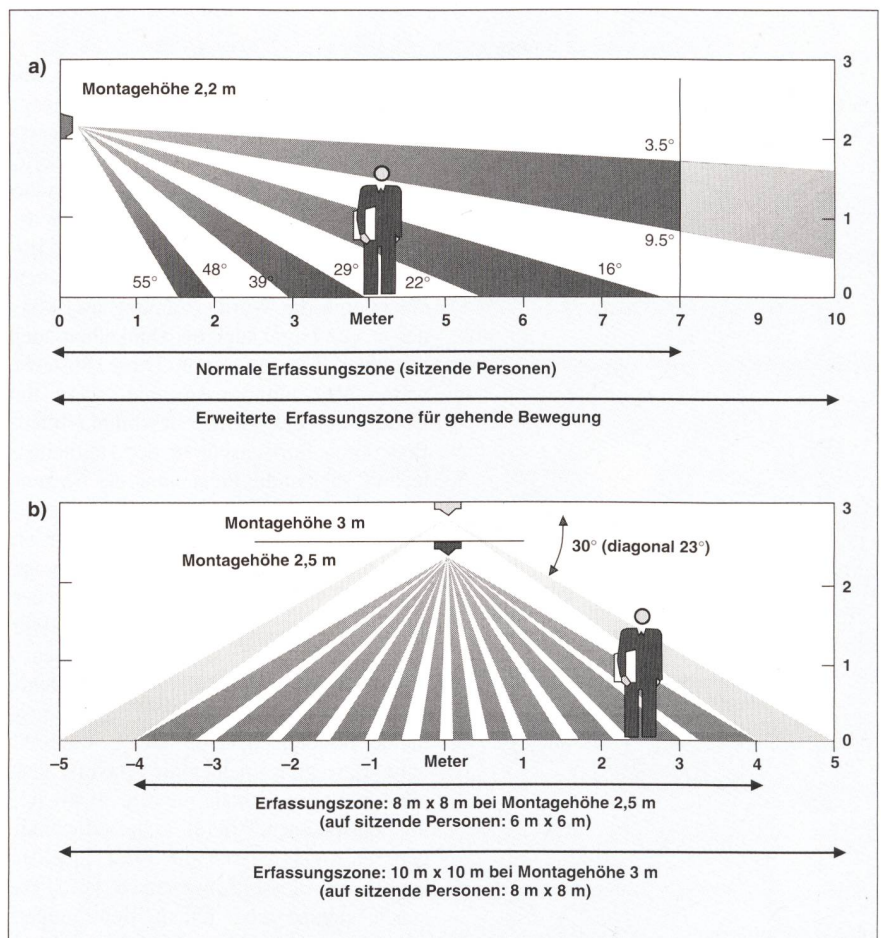 a)
Montagehöhe 2,2 m
3
2
1
0
3.5°
9.5°
55°
48°
39°
29°
22°
16°
0 1 2 3 Meter 5 6 7 7 9 10
Normale Erfassungszone (sitzende Personen)
Erweiterte Erfassungszone für gehende Bewegung
b)
Montagehöhe 3 m
Montagehöhe 2,5 m
30° (diagonal 23°)
3
2
1
0
–5 –4 –3 –2 –1 Meter 1 2 3 4 5
Erfassungszone: 8 m x 8 m bei Montagehöhe 2,5 m
(auf sitzende Personen: 6 m x 6 m)
Erfassungszone: 10 m x 10 m bei Montagehöhe 3 m
(auf sitzende Personen: 8 m x 8 m)